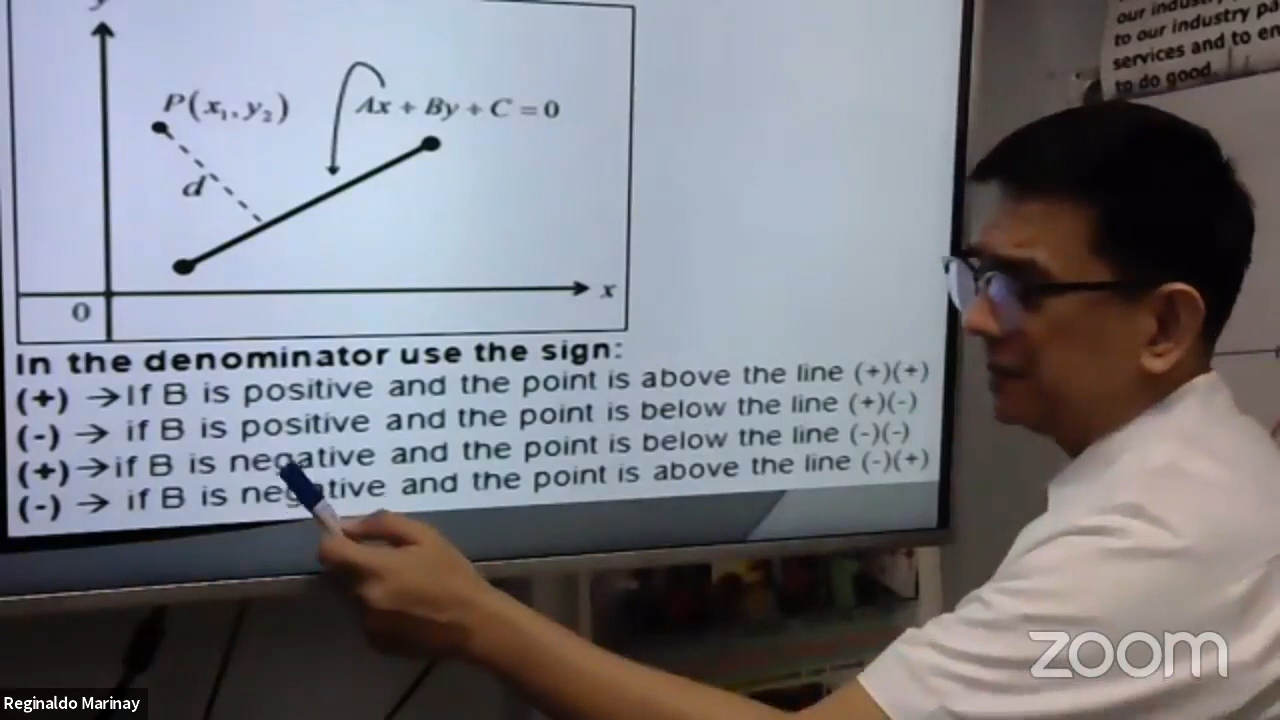 y
our indus
to our industry pa
services and to en
to do good.
P(x₁,y₂)
Ax + By + C = 0
d
x
0
In the denominator use the sign:
(+) →If B is positive and the point is above the line (+)(+)
(-) → if B is positive and the point is below the line (+)(-)
(+)→if B is negative and the point is below the line (-)(-)
(-) → if B is negative and the point is above the line (-)(+)
zoom
Reginaldo Marinay